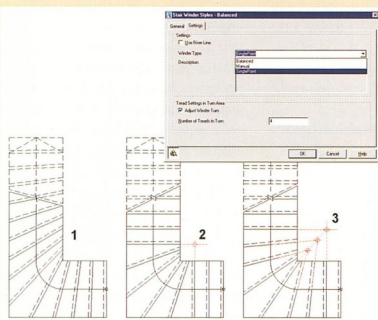 Stair Winder Styles - Balanced
General Settings
Settings
Use Riser Line
Winder Type:
SinglePoint
Balanced
Manual
SinglePoint
Description:
Tread Settings in Turn Area
Adjust Winder Turn
Number of Treads in Turn:
4
OK Cancel Help
1
2
3